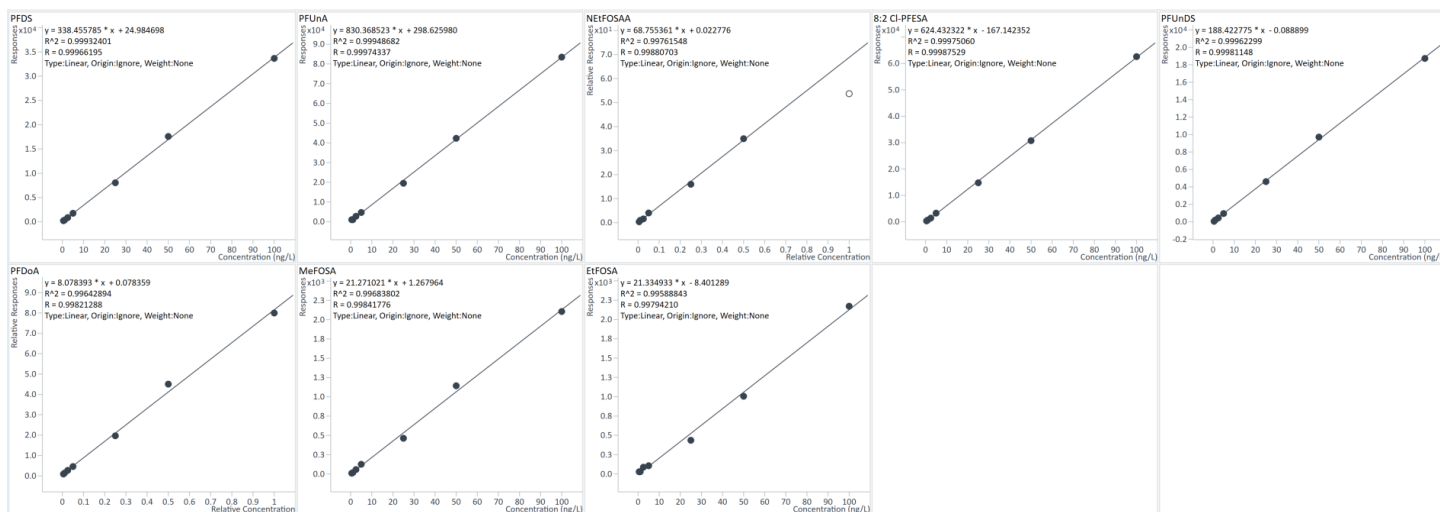 PFDS
Responses
x10⁴
y = 338.455785 * x + 24.984698
R^2 = 0.99932401
R = 0.99966195
Type:Linear, Origin:Ignore, Weight:None
3.5
3.0
2.5
2.0
1.5
1.0
0.5
0.0
0 10 20 30 40 50 60 70 80 90 100
Concentration (ng/L)
PFUnA
Responses
x10⁴
y = 830.368523 * x + 298.625980
R^2 = 0.99948682
R = 0.99974337
Type:Linear, Origin:Ignore, Weight:None
9.0
8.0
7.0
6.0
5.0
4.0
3.0
2.0
1.0
0.0
0 10 20 30 40 50 60 70 80 90 100
Concentration (ng/L)
NEtFOSAA
Relative Responses
x10¹
y = 68.755361 * x + 0.022776
R^2 = 0.99761548
R = 0.99880703
Type:Linear, Origin:Ignore, Weight:None
7.0
6.0
5.0
4.0
3.0
2.0
1.0
0.0
0 0.1 0.2 0.3 0.4 0.5 0.6 0.7 0.8 0.9 1
Relative Concentration
8:2 Cl-PFESA
Responses
x10⁴
y = 624.432322 * x - 167.142352
R^2 = 0.99975060
R = 0.99987529
Type:Linear, Origin:Ignore, Weight:None
6.0
5.0
4.0
3.0
2.0
1.0
0.0
0 10 20 30 40 50 60 70 80 90 100
Concentration (ng/L)
PFUnDS
Responses
x10⁴
y = 188.422775 * x - 0.088899
R^2 = 0.99962299
R = 0.99981148
Type:Linear, Origin:Ignore, Weight:None
2.0
1.8
1.6
1.4
1.2
1.0
0.8
0.6
0.4
0.2
0.0
-0.2
0 10 20 30 40 50 60 70 80 90 100
Concentration (ng/L)
PFDoA
Relative Responses
y = 8.078393 * x + 0.078359
R^2 = 0.99642894
R = 0.99821288
Type:Linear, Origin:Ignore, Weight:None
9.0
8.0
7.0
6.0
5.0
4.0
3.0
2.0
1.0
0.0
0 0.1 0.2 0.3 0.4 0.5 0.6 0.7 0.8 0.9 1
Relative Concentration
MeFOSA
Responses
x10³
y = 21.271021 * x + 1.267964
R^2 = 0.99683802
R = 0.99841776
Type:Linear, Origin:Ignore, Weight:None
2.3
2.0
1.8
1.5
1.3
1.0
0.8
0.5
0.3
0.0
0 10 20 30 40 50 60 70 80 90 100
Concentration (ng/L)
EtFOSA
Responses
x10³
y = 21.334933 * x - 8.401289
R^2 = 0.99588843
R = 0.99794210
Type:Linear, Origin:Ignore, Weight:None
2.3
2.0
1.8
1.5
1.3
1.0
0.8
0.5
0.3
0.0
0 10 20 30 40 50 60 70 80 90 100
Concentration (ng/L)